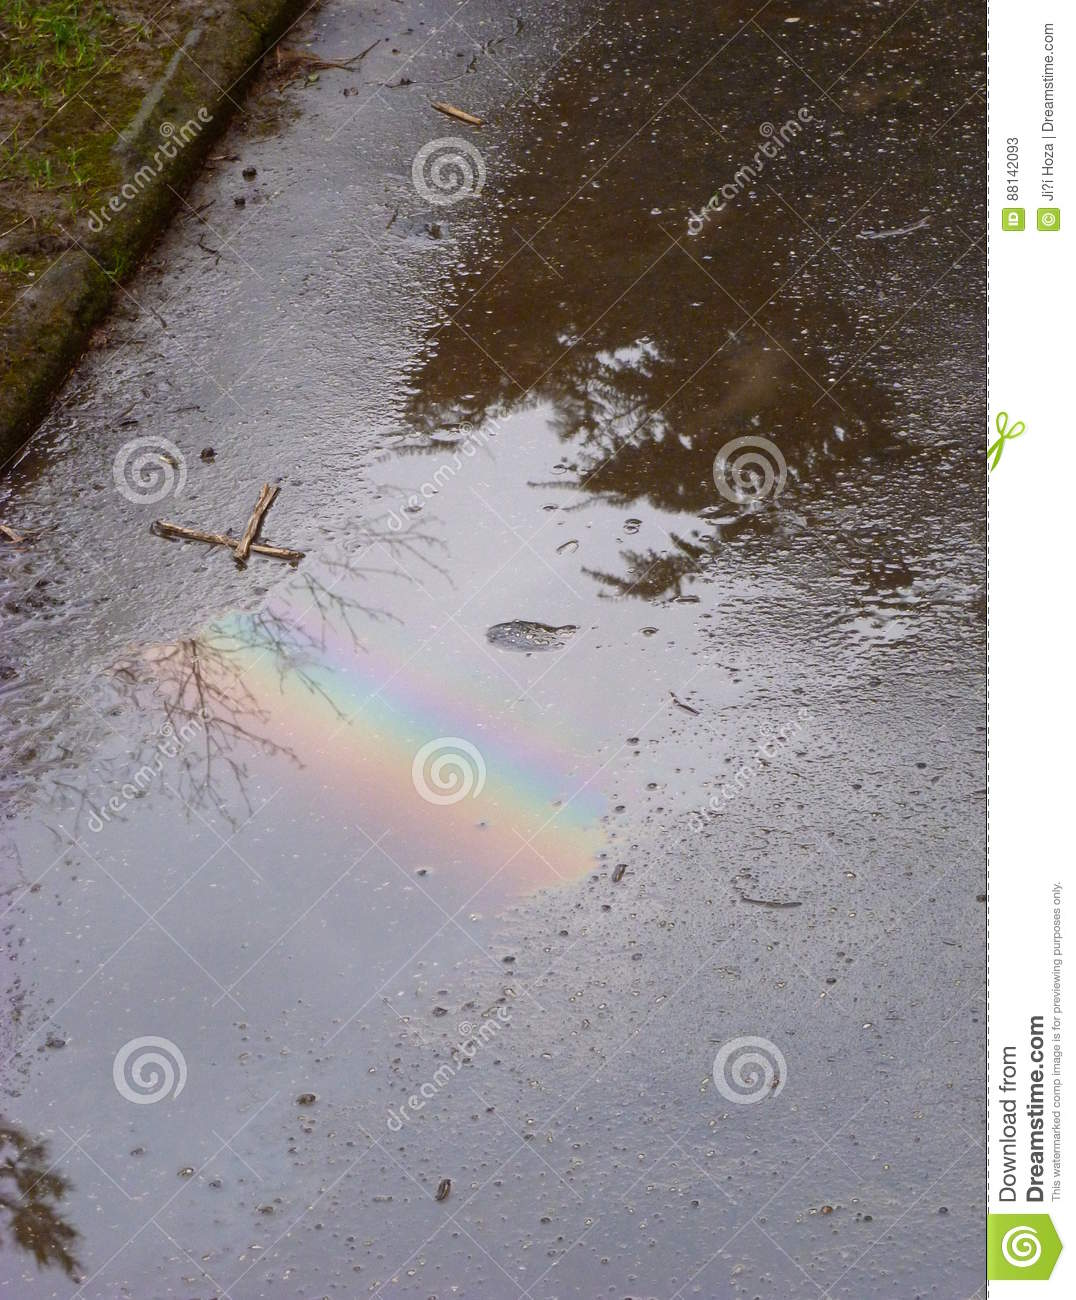 88142093
Ji?i Hoza | Dreamstime.com
Download from
Dreamstime.com
This watermarked comp image is for previewing purposes only.
dreamstime
dreamstime
dreamstime
dreamstime
dreamstime
dreamstime
ID
©